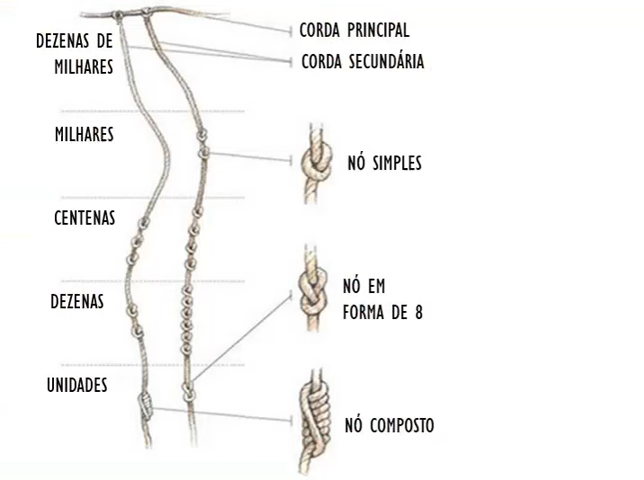 CORDA PRINCIPAL
DEZENAS DE
MILHARES
CORDA SECUNDÁRIA
MILHARES
NÓ SIMPLES
CENTENAS
DEZENAS
NÓ EM
FORMA DE 8
UNIDADES
NÓ COMPOSTO